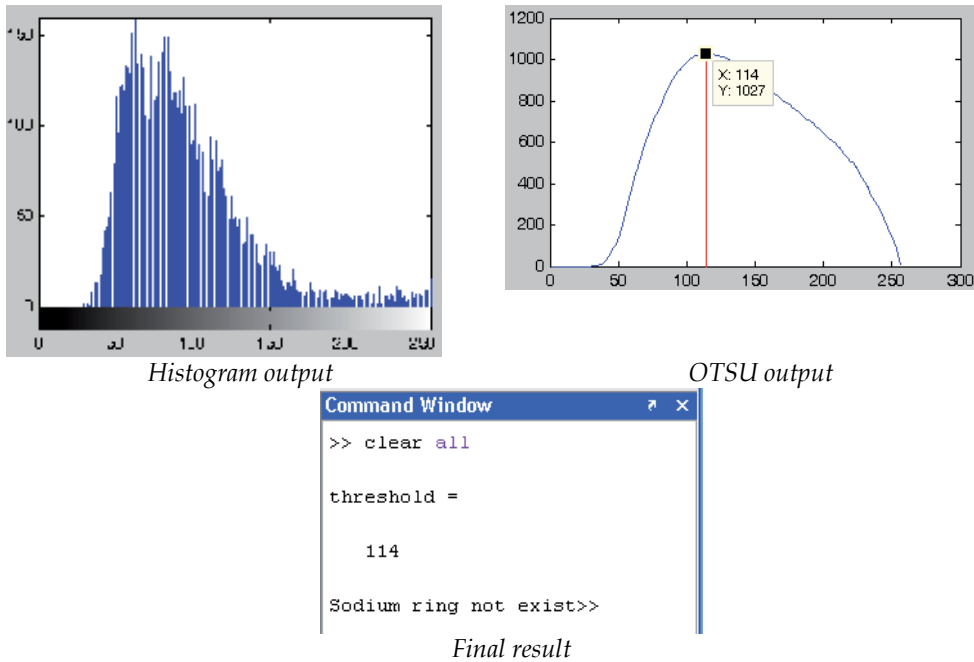 50
1200
1000
800
600
400
200
0
0 50 100 150 200 250 300
X: 114
Y: 1027
Histogram output
OTSU output
Command Window
>> clear all
threshold =
114
Sodium ring not exist>>
Final result